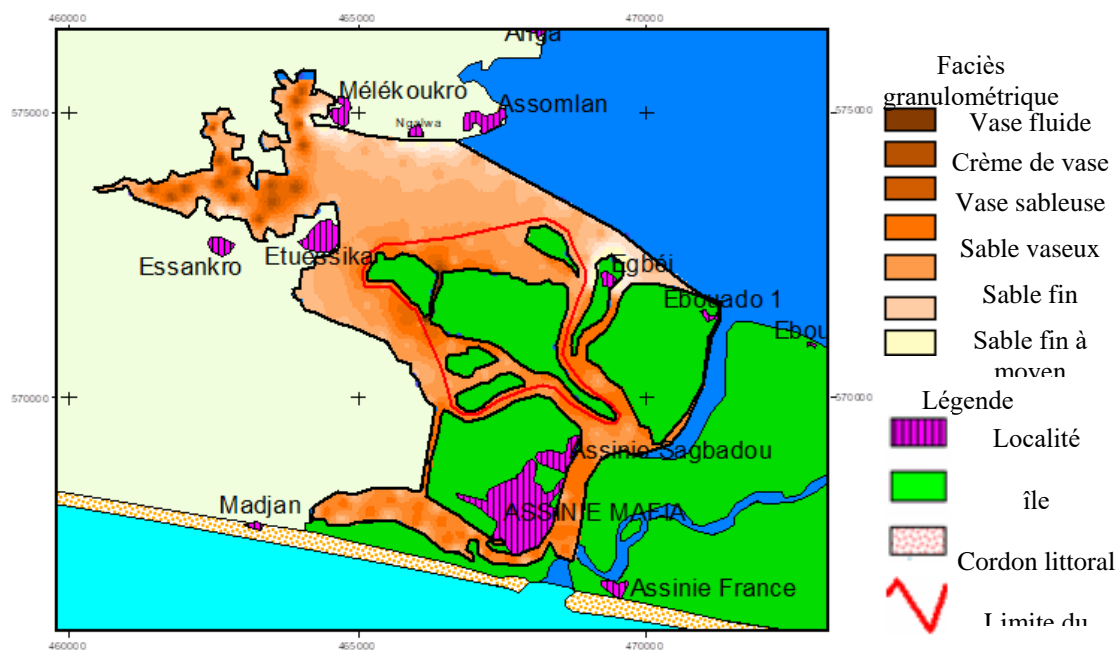 460000
465000
470000
Anga
575000
575000
Mélékoukro
Ngalwa
Assomlan
Essankro
Etuessika
Egbéi
Ebouado 1
Ebou
570000
570000
Assinie-Sagbadou
Madjan
ASSINIE MAFIA
Assinie France
460000
465000
470000
Faciès
granulométrique
Vase fluide
Crème de vase
Vase sableuse
Sable vaseux
Sable fin
Sable fin à
moyen
Légende
Localité
île
Cordon littoral
Limite du